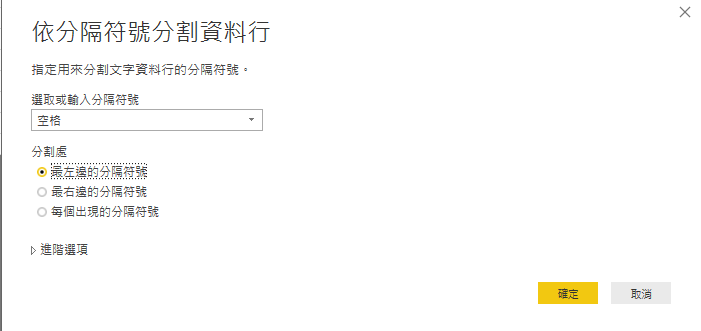 依分隔符號分割資料行
指定用來分割文字資料行的分隔符號。
選取或輸入分隔符號
空格
分割處
最左邊的分隔符號
最右邊的分隔符號
每個出現的分隔符號
進階選項
確定
取消